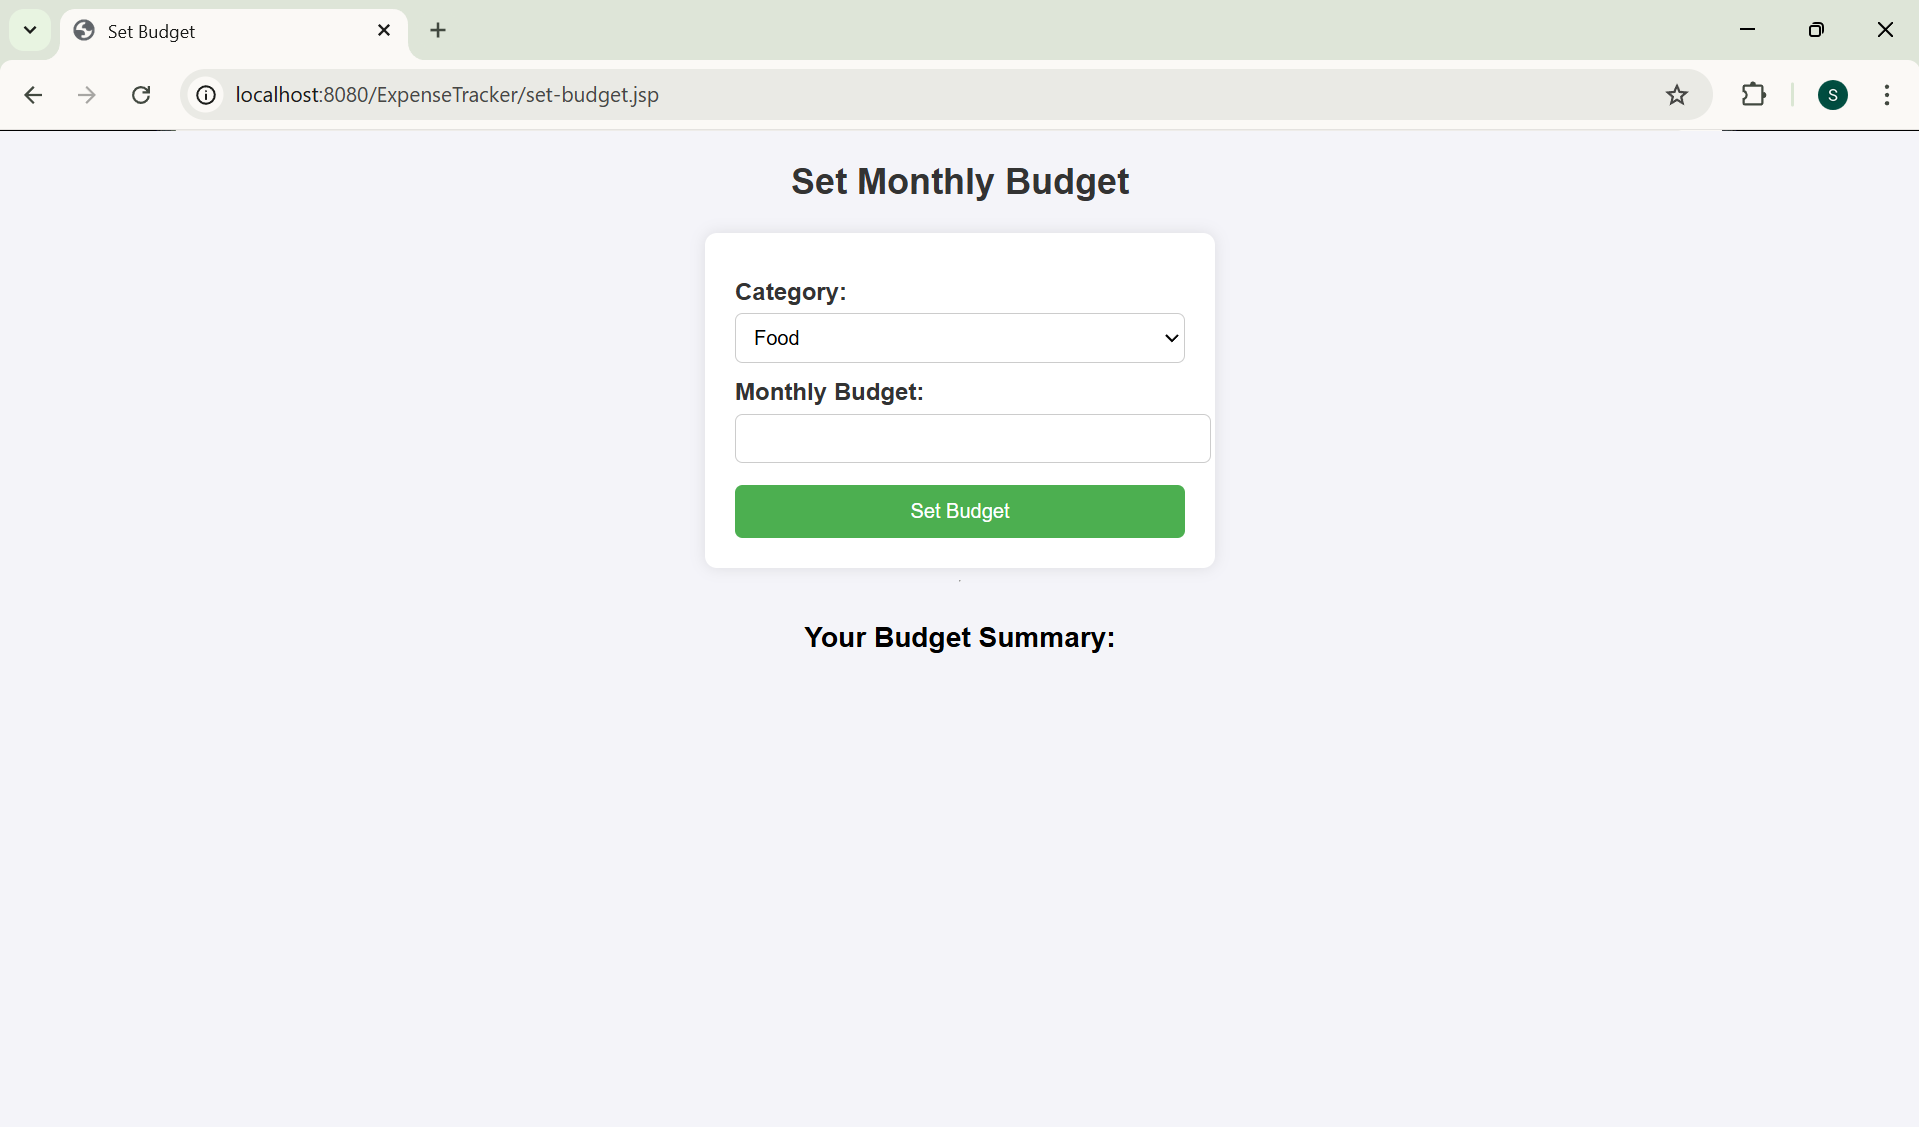 Set Budget
localhost:8080/ExpenseTracker/set-budget.jsp
S
Set Monthly Budget
Category:
Food
Monthly Budget:
Set Budget
Your Budget Summary: